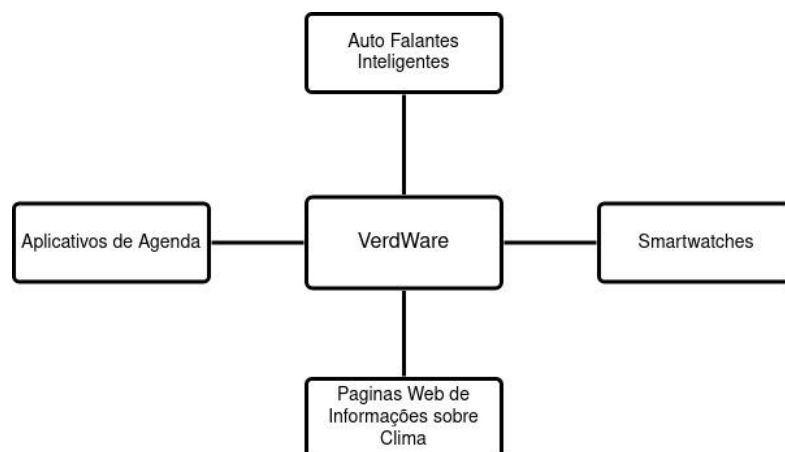 Auto Falantes
Inteligentes
Aplicativos de Agenda
VerdWare
Smartwatches
Paginas Web de
Informações sobre
Clima